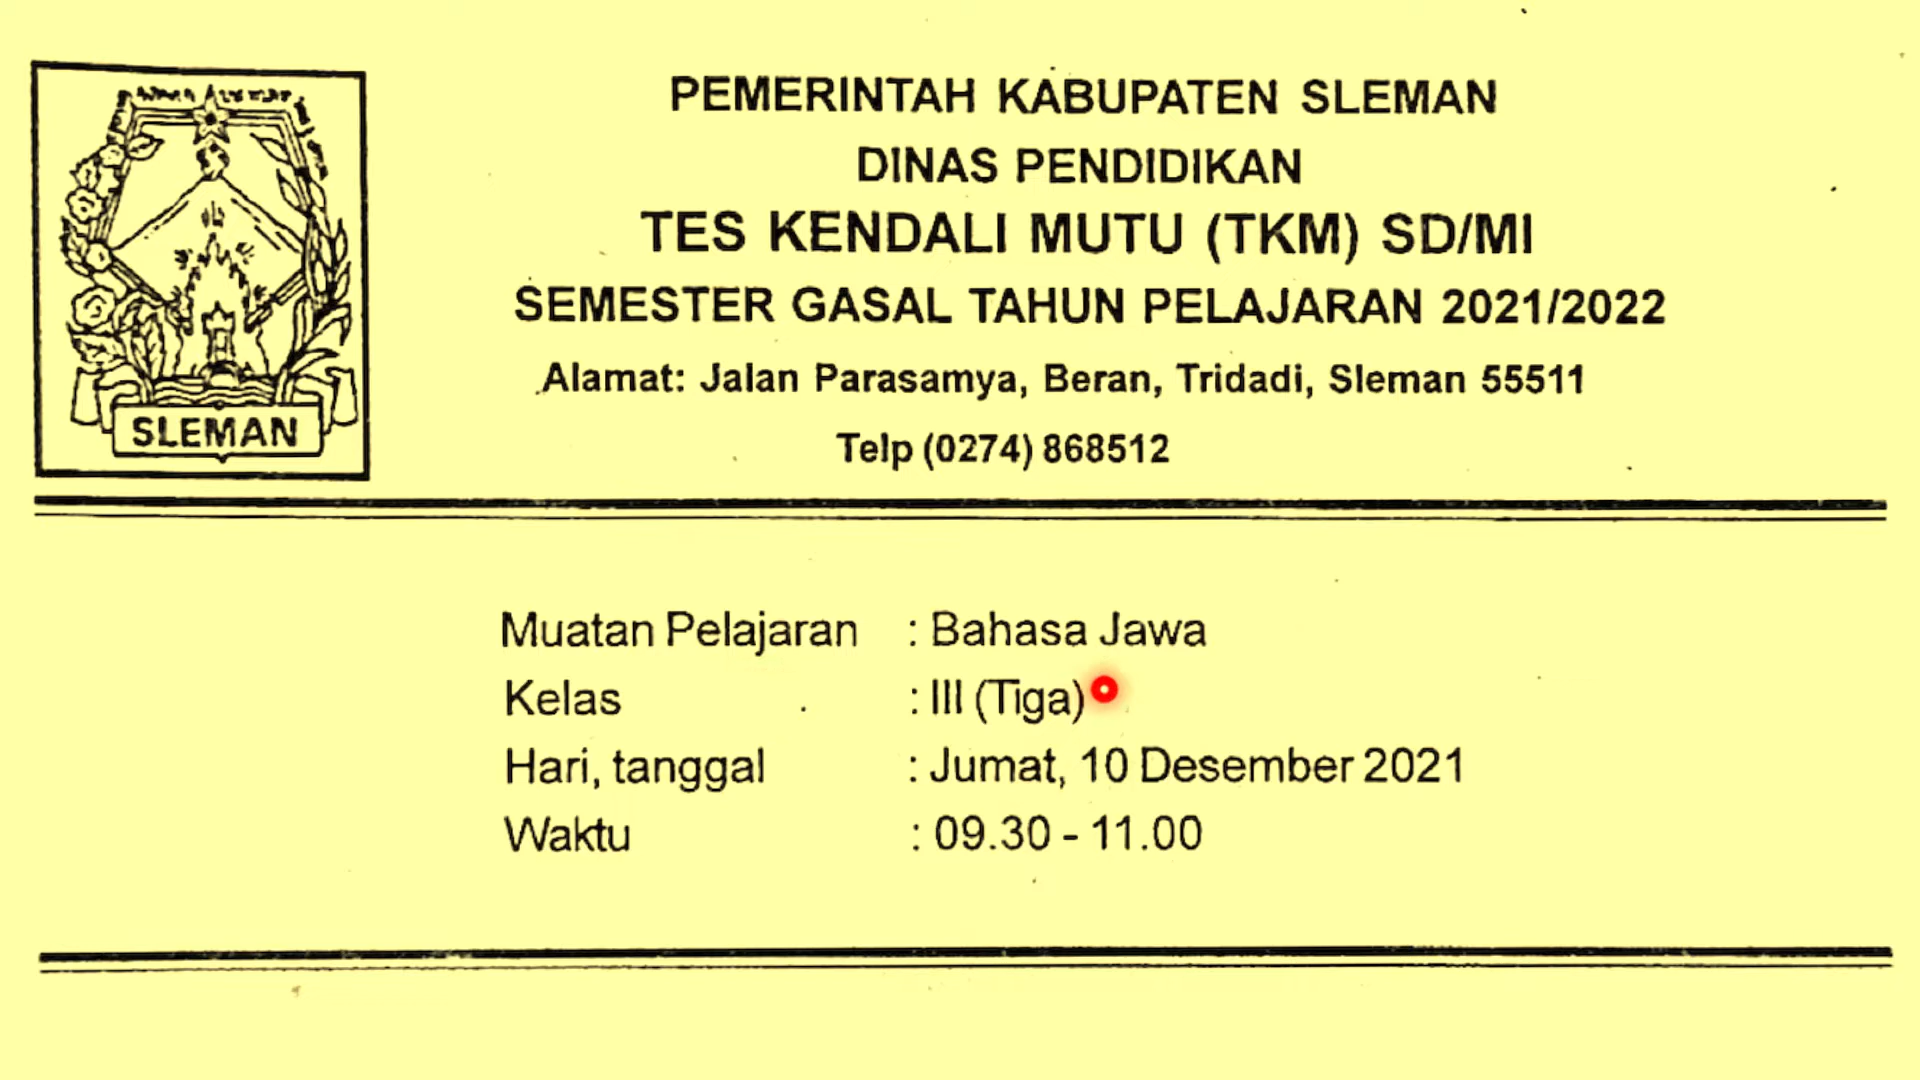 PEMERINTAH KABUPATEN SLEMAN
DINAS PENDIDIKAN
TES KENDALI MUTU (TKM) SD/MI
SEMESTER GASAL TAHUN PELAJARAN 2021/2022
Alamat: Jalan Parasamya, Beran, Tridadi, Sleman 55511
Telp (0274) 868512
SLEMAN
Muatan Pelajaran : Bahasa Jawa
Kelas : III (Tiga)
Hari, tanggal : Jumat, 10 Desember 2021
Waktu : 09.30 - 11.00